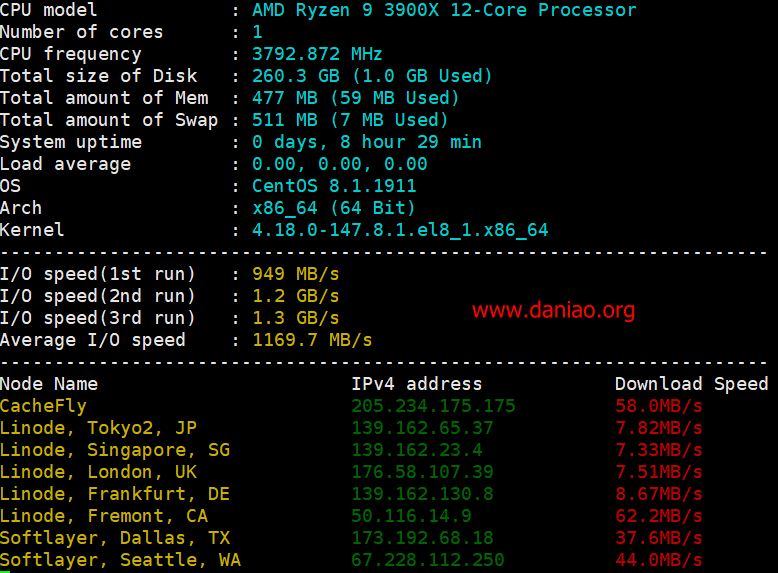 CPU model            : AMD Ryzen 9 3900X 12-Core Processor
Number of cores      : 1
CPU frequency        : 3792.872 MHz
Total size of Disk   : 260.3 GB (1.0 GB Used)
Total amount of Mem  : 477 MB (59 MB Used)
Total amount of Swap : 511 MB (7 MB Used)
System uptime        : 0 days, 8 hour 29 min
Load average         : 0.00, 0.00, 0.00
OS                   : CentOS 8.1.1911
Arch                 : x86_64 (64 Bit)
Kernel               : 4.18.0-147.8.1.el8_1.x86_64
----------------------------------------------------------------------
I/O speed(1st run)   : 949 MB/s
I/O speed(2nd run)   : 1.2 GB/s
I/O speed(3rd run)   : 1.3 GB/s
www.daniao.org
Average I/O speed    : 1169.7 MB/s
----------------------------------------------------------------------
Node Name                       IPv4 address            Download Speed
CacheFly                        205.234.175.175         58.0MB/s
Linode, Tokyo2, JP              139.162.65.37           7.82MB/s
Linode, Singapore, SG           139.162.23.4            7.33MB/s
Linode, London, UK              176.58.107.39           7.51MB/s
Linode, Frankfurt, DE           139.162.130.8           8.67MB/s
Linode, Fremont, CA             50.116.14.9             62.2MB/s
Softlayer, Dallas, TX           173.192.68.18           37.6MB/s
Softlayer, Seattle, WA          67.228.112.250          44.0MB/s